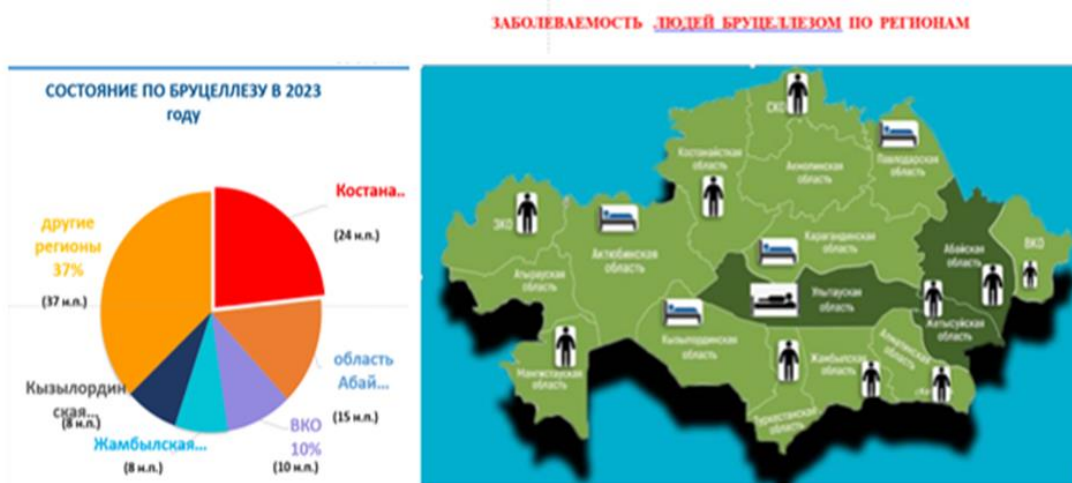 ЗАБОЛЕВАЕМОСТЬ ЛЮДЕЙ БРУЦЕЛЛЕЗОМ ПО РЕГИОНАМ
СОСТОЯНИЕ ПО БРУЦЕЛЛЕЗУ В 2023
году
Костана..
(24 н.п.)
область
Абай...
(15 н.п.)
ВКО
10%
(10 н.п.)
Жамбылская...
(8 н.п.)
Кызылордин
ская...
(8 н.п.)
другие
регионы
37%
(37 н.п.)
СКО
Костанайсткая
область
Акмолинская
область
Павлодарская
область
ЗКО
Актюбинская
область
Карагандинская
область
Абайская
область
ВКО
Атырауская
область
Улытауская
область
Кызылординская
область
Жетысуйская
область
Мангистауская
область
Жамбылская
область
Алматинская
область
Туркестанская
область